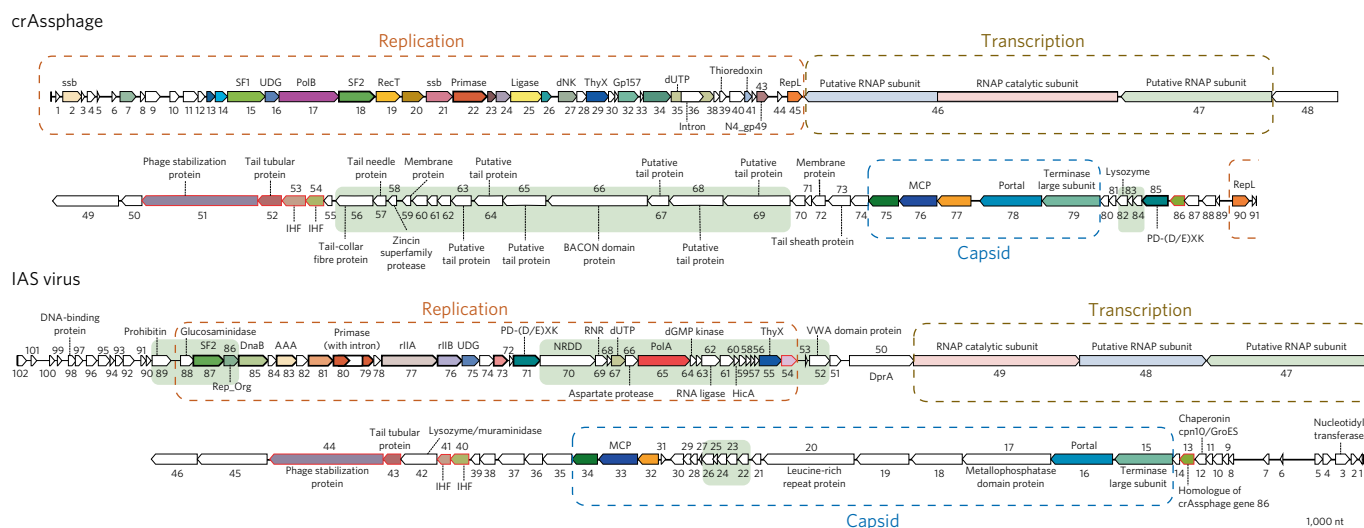 crAssphage
Replication
Transcription
ssb SF1 UDG PolB SF2 RecT ssb Primase Ligase dNK ThyX Gp157 dUTP Thioredoxin 43 RepL Putative RNAP subunit RNAP catalytic subunit Putative RNAP subunit
1 2 3 4 5 6 7 8 9 10 11 12 13 14 15 16 17 18 19 20 21 22 23 24 25 26 27 28 29 30 32 33 34 35 36 38 39 40 41 44 45 46 47 48
Intron N4_gp49
Phage stabilization protein Tail tubular protein 53 54 Tail needle protein 58 Membrane protein 63 Putative tail protein 64 Putative tail protein 65 66 67 Putative tail protein 68 Putative tail protein 69 Membrane protein 71 73 MCP Portal Terminase large subunit Lysozyme 81 83 85 RepL
49 50 51 52 IHF IHF 55 56 57 59 60 61 62 70 72 74 75 76 77 78 79 80 82 84 86 87 88 89 90 91
Tail-collar fibre protein Zincin superfamily protease Putative tail protein Putative tail protein BACON domain protein Putative tail protein Tail sheath protein PD-(D/E)XK
Capsid
IAS virus
Replication
Transcription
DNA-binding protein Prohibitin Glucosaminidase SF2 86 DnaB AAA Primase (with intron) rIIA rIIB UDG 72 PD-(D/E)XK NRDD RNR 68 dUTP 66 PolA dGMP kinase 62 60 58 56 ThyX 53 VWA domain protein 50 RNAP catalytic subunit Putative RNAP subunit Putative RNAP subunit
102 101 100 99 98 97 96 95 94 93 92 91 90 89 88 87 85 84 83 82 81 80 79 78 77 76 75 74 73 71 70 69 67 65 64 63 61 59 57 55 54 52 51 49 48 47
Rep_Org Aspartate protease RNA ligase HicA DprA
44 Tail tubular protein Lysozyme/muraminidase 41 40 MCP 31 29 27 25 23 20 19 18 17 Portal 15 Chaperonin cpn10/GroES 13 11 10 9 Nucleotidyl transferase
46 45 Phage stabilization protein 43 42 IHF IHF 39 38 37 36 35 34 33 32 30 28 26 24 22 21 Leucine-rich repeat protein Metallophosphatase domain protein 16 Terminase large subunit 14 12 8 7 6 5 4 3 2 1
Homologue of crAssphage gene 86
Capsid
1,000 nt